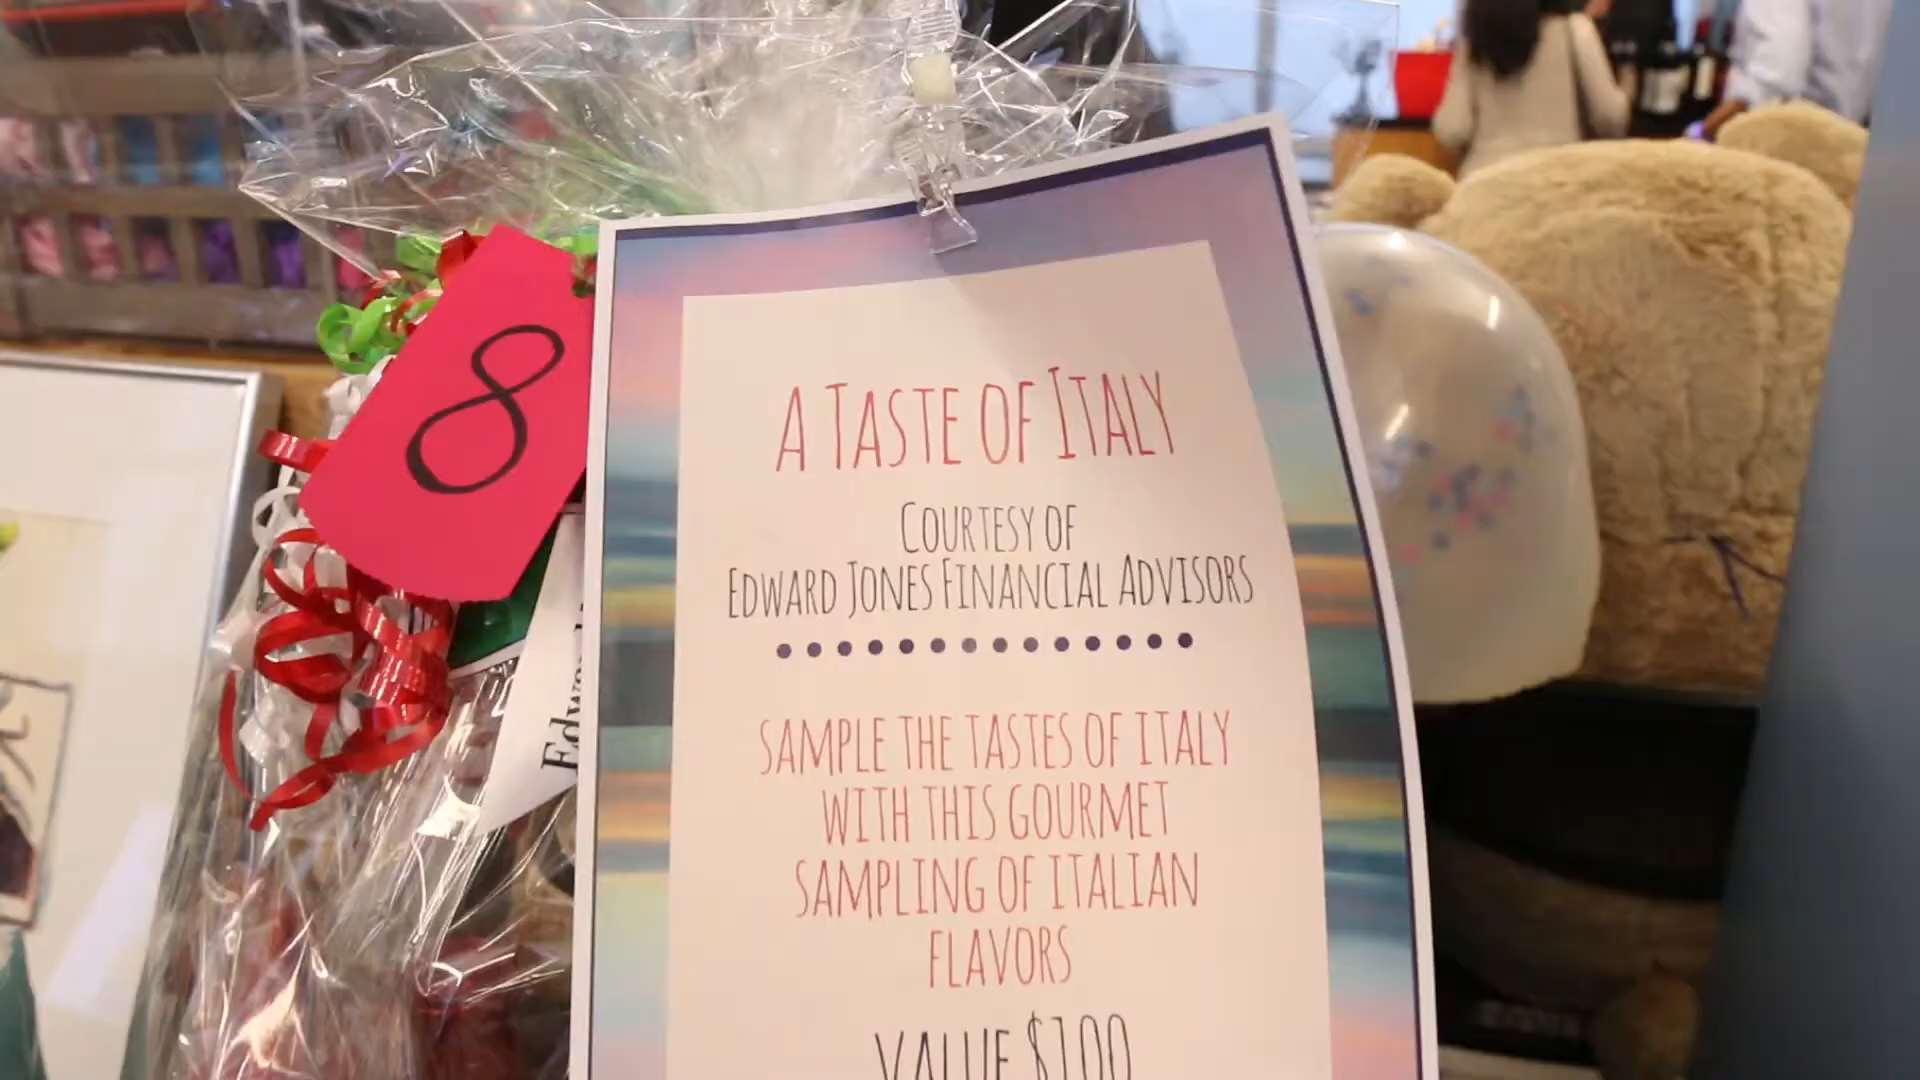 8
A TASTE OF ITALY
COURTESY OF
EDWARD JONES FINANCIAL ADVISORS
SAMPLE THE TASTES OF ITALY
WITH THIS GOURMET
SAMPLING OF ITALIAN
FLAVORS
VALUE $100